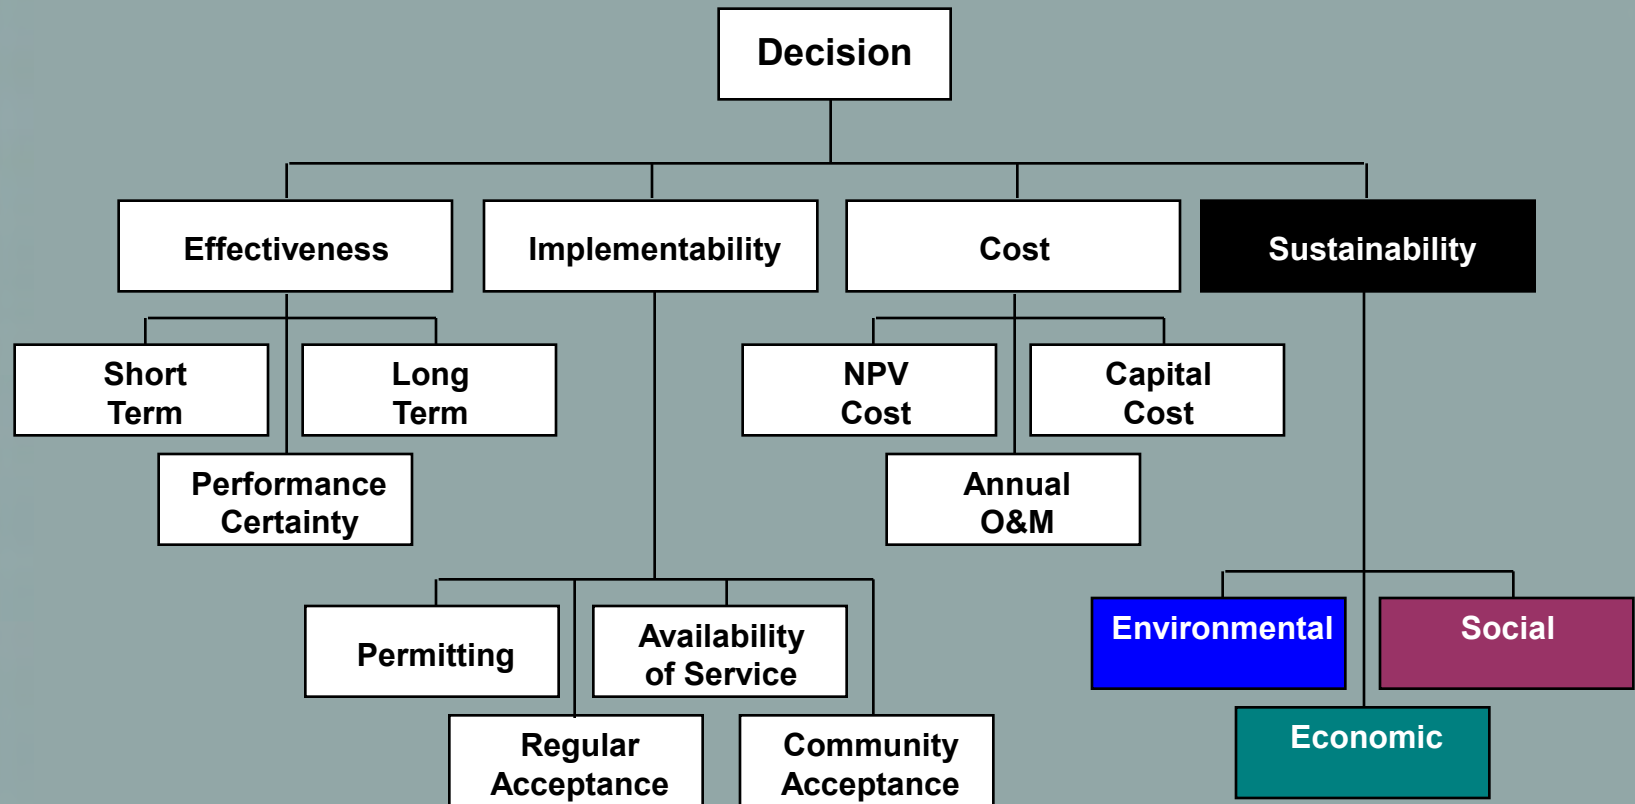 Decision
Effectiveness
Implementability
Cost
Sustainability
Short
Term
Long
Term
Performance
Certainty
NPV
Cost
Capital
Cost
Annual
O&M
Permitting
Availability
of Service
Regular
Acceptance
Community
Acceptance
Environmental
Social
Economic